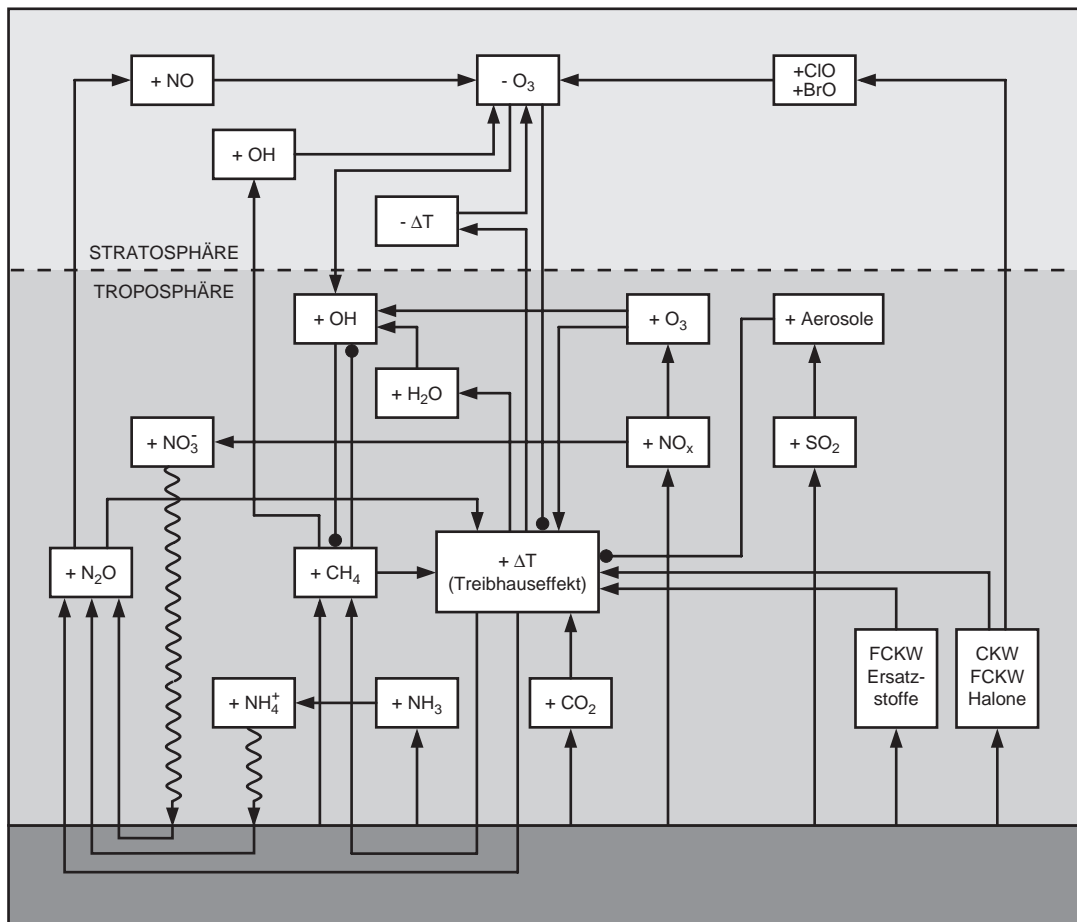 + NO
- O₃
+ClO
+BrO
+ OH
- ΔT
STRATOSPHÄRE
TROPOSPHÄRE
+ OH
+ O₃
+ Aerosole
+ H₂O
+ NO₃⁻
+ NOₓ
+ SO₂
+ N₂O
+ CH₄
+ ΔT
(Treibhauseffekt)
FCKW
Ersatz-
stoffe
CKW
FCKW
Halone
+ NH₄⁺
+ NH₃
+ CO₂